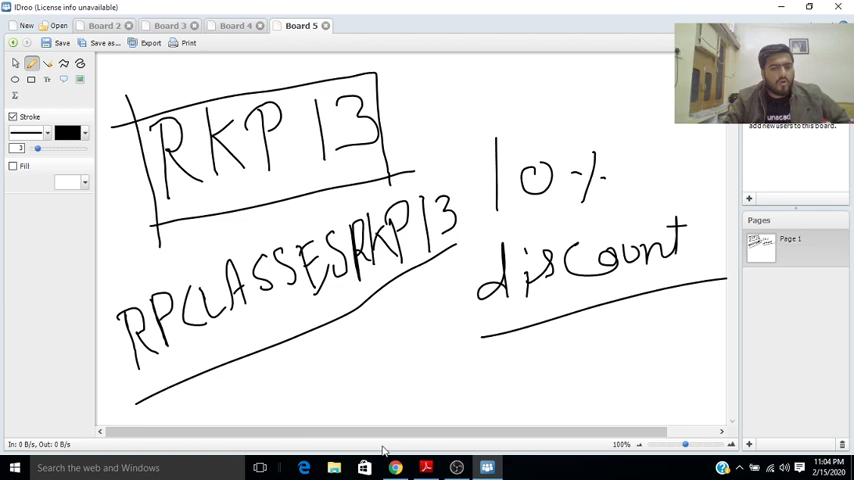 IDroo (License info unavailable)
New Open Board 2 Board 3 Board 4 Board 5
Save Save as... Export Print
Stroke
3
Fill
RKP 13
RPCLASSESRKP13
10%
discount
unacad
add new users to this board.
Pages
Page 1
In: 0 B/s, Out: 0 B/s
100%
Search the web and Windows
11:04 PM
2/15/2020